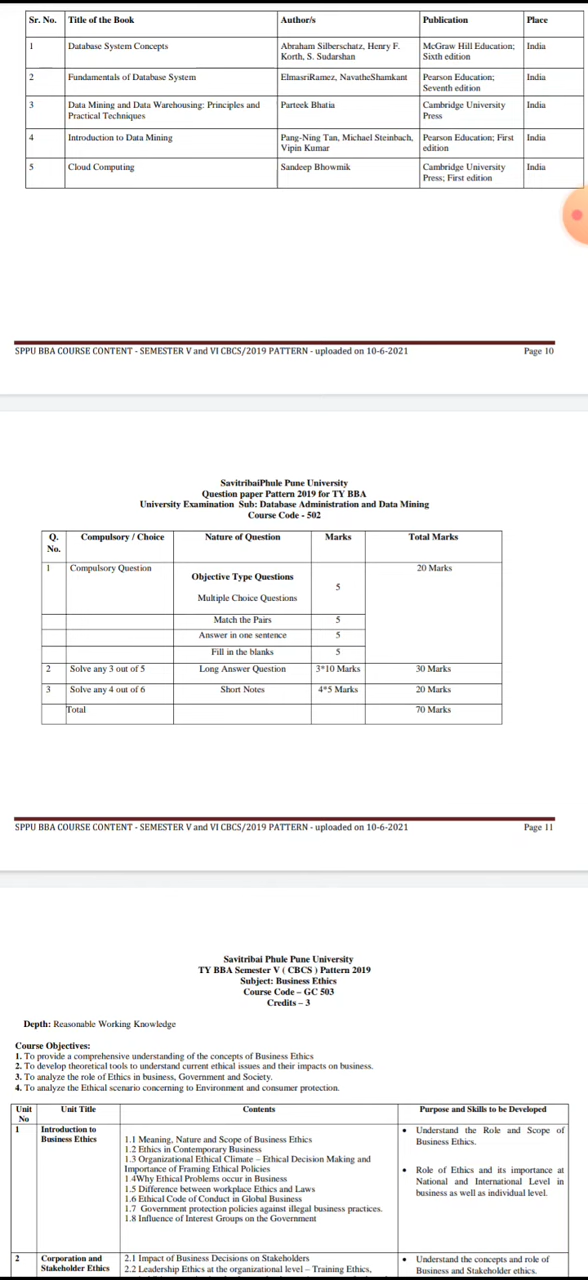 Sr. No. Title of the Book Author/s Publication Place
1 Database System Concepts Abraham Silberschatz, Henry F. McGraw Hill Education; India
Korth, S. Sudarshan Sixth edition
2 Fundamentals of Database System ElmasriRamez, NavatheShamkant Pearson Education; India
Seventh edition
3 Data Mining and Data Warehousing: Principles and Parteek Bhatia Cambridge University India
Practical Techniques Press
4 Introduction to Data Mining Pang-Ning Tan, Michael Steinbach, Pearson Education; First India
Vipin Kumar edition
5 Cloud Computing Sandeep Bhowmik Cambridge University India
Press; First edition
SPPU BBA COURSE CONTENT - SEMESTER V and VI CBCS/2019 PATTERN - uploaded on 10-6-2021 Page 10
SavitribaiPhule Pune University
Question paper Pattern 2019 for TY BBA
University Examination Sub: Database Administration and Data Mining
Course Code - 502
Q. Compulsory / Choice Nature of Question Marks Total Marks
No.
1 Compulsory Question 20 Marks
Objective Type Questions
5
Multiple Choice Questions
Match the Pairs 5
Answer in one sentence 5
Fill in the blanks 5
2 Solve any 3 out of 5 Long Answer Question 3*10 Marks 30 Marks
3 Solve any 4 out of 6 Short Notes 4*5 Marks 20 Marks
Total 70 Marks
SPPU BBA COURSE CONTENT - SEMESTER V and VI CBCS/2019 PATTERN - uploaded on 10-6-2021 Page 11
Savitribai Phule Pune University
TY BBA Semester V ( CBCS ) Pattern 2019
Subject: Business Ethics
Course Code – GC 503
Credits – 3
Depth: Reasonable Working Knowledge
Course Objectives:
1. To provide a comprehensive understanding of the concepts of Business Ethics
2. To develop theoretical tools to understand current ethical issues and their impacts on business.
3. To analyze the role of Ethics in business, Government and Society.
4. To analyze the Ethical scenario concerning to Environment and consumer protection.
Unit Unit Title Contents Purpose and Skills to be Developed
No
1 Introduction to
Business Ethics
1.1 Meaning, Nature and Scope of Business Ethics
1.2 Ethics in Contemporary Business
1.3 Organizational Ethical Climate – Ethical Decision Making and
Importance of Framing Ethical Policies
1.4Why Ethical Problems occur in Business
1.5 Difference between workplace Ethics and Laws
1.6 Ethical Code of Conduct in Global Business
1.7 Government protection policies against illegal business practices.
1.8 Influence of Interest Groups on the Government
• Understand the Role and Scope of
Business Ethics.
• Role of Ethics and its importance at
National and International Level in
business as well as individual level.
2 Corporation and
Stakeholder Ethics
2.1 Impact of Business Decisions on Stakeholders
2.2 Leadership Ethics at the organizational level – Training Ethics,
• Understand the concepts and role of
Business and Stakeholder ethics.